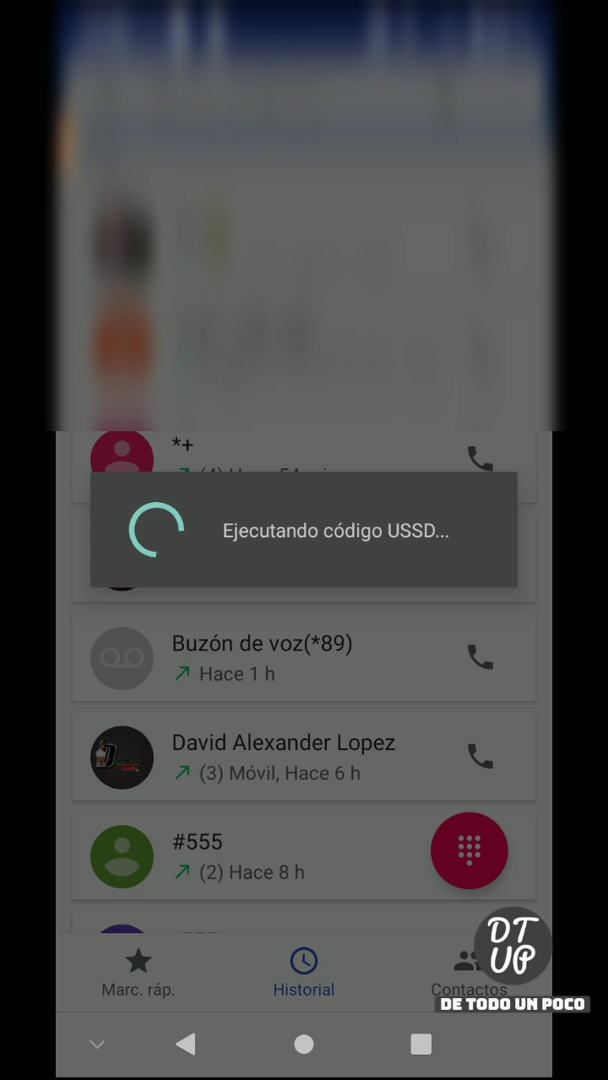 *+
Ejecutando código USSD...
Buzón de voz(*89)
Hace 1 h
David Alexander Lopez
(3) Móvil, Hace 6 h
#555
(2) Hace 8 h
DT
UP
Marc. ráp.
Historial
Contactos
DE TODO UN POCO